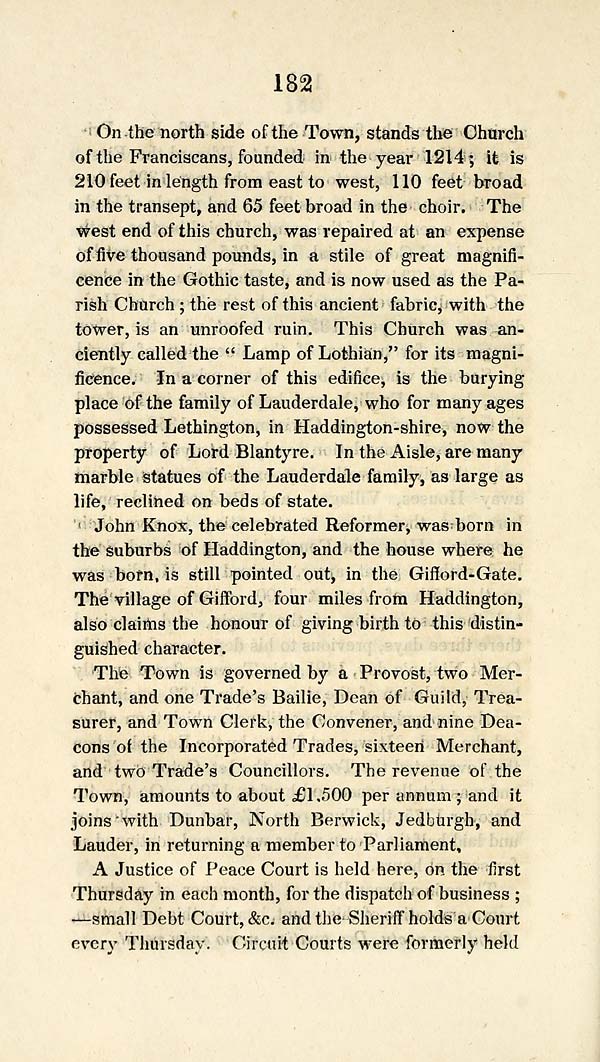 182
On the north side of the Town, stands the Church
of the Franciscans, founded in the year 1214; it is
210 feet in length from east to west, 110 feet broad
in the transept, and 65 feet broad in the choir. The
west end of this church, was repaired at an expense
of five thousand pounds, in a stile of great magnifi-
cence in the Gothic taste, and is now used as the Pa-
rish Church; the rest of this ancient fabric, with the
tower, is an unroofed ruin. This Church was an-
ciently called the “ Lamp of Lothian,” for its magni-
ficence. In a corner of this edifice, is the burying
place of the family of Lauderdale, who for many ages
possessed Lethington, in Haddington-shire, now the
property of Lord Blantyre. In the Aisle, are many
marble statues of the Lauderdale family, as large as
life, reclined on beds of state.
John Knox, the celebrated Reformer, was born in
the suburbs of Haddington, and the house where he
was born, is still pointed out, in the Gifford-Gate.
The village of Gifford, four miles from Haddington,
also claims the honour of giving birth to this distin-
guished character.
The Town is governed by a Provost, two Mer-
chant, and one Trade's Bailie, Dean of Guild, Trea-
surer, and Town Clerk, the Convener, and nine Dea-
cons of the Incorporated Trades, sixteen Merchant,
and two Trade's Councillors. The revenue of the
Town, amounts to about £1,500 per annum; and it
joins with Dunbar, North Berwick, Jedburgh, and
Lauder, in returning a member to Parliament,
A Justice of Peace Court is held here, on the first
Thursday in each month, for the dispatch of business ;
—small Debt Court, &c. and the Sheriff holds a Court
every Thursday. Circuit Courts were formerly held